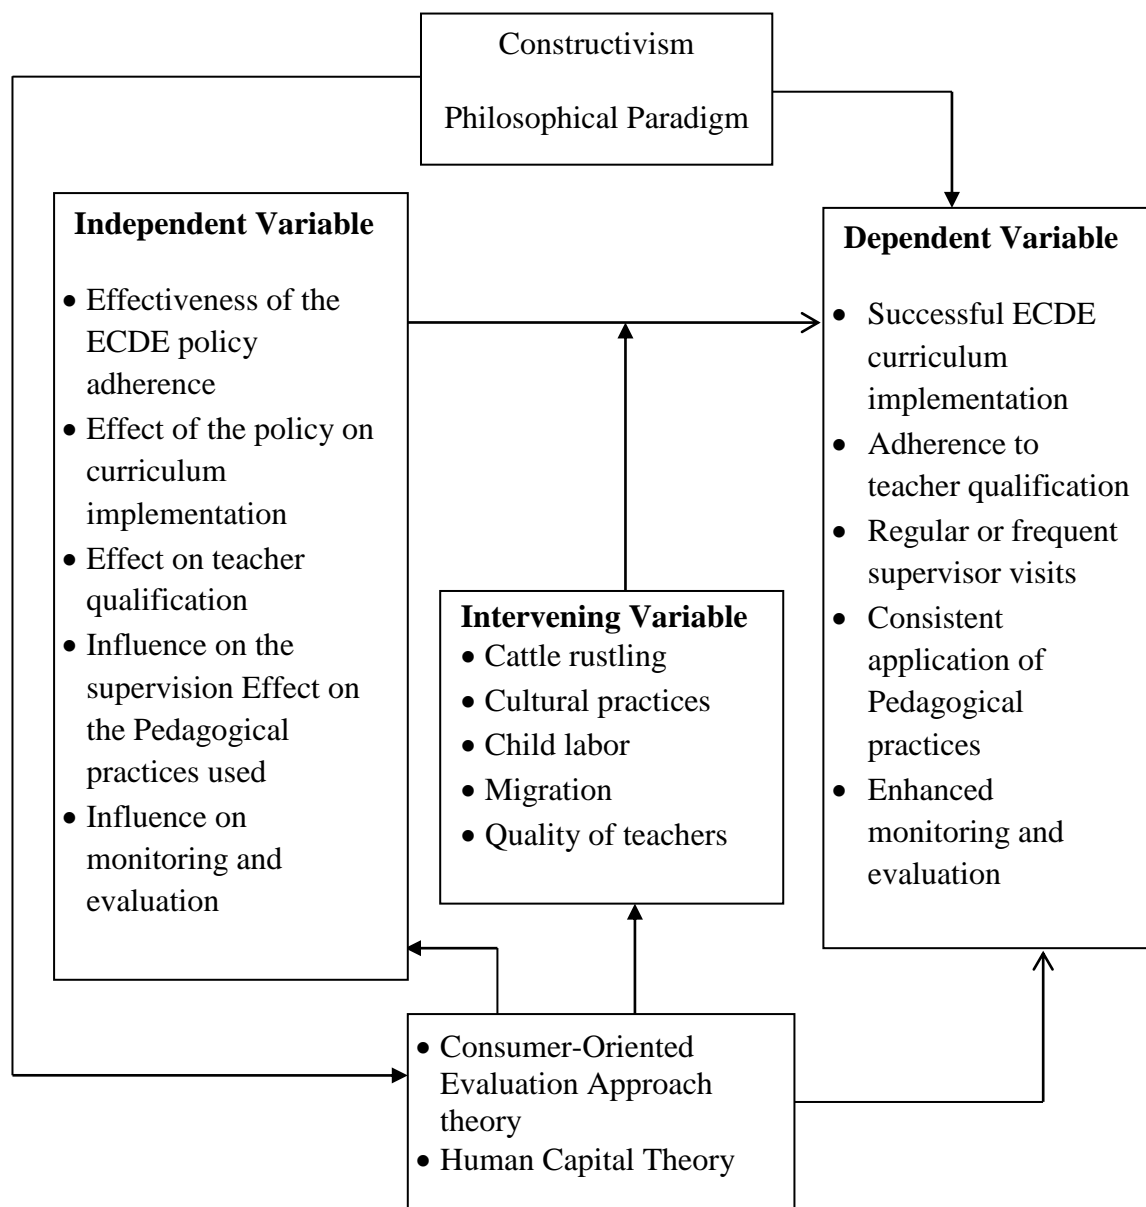 Constructivism
Philosophical Paradigm
Independent Variable
• Effectiveness of the
ECDE policy
adherence
• Effect of the policy on
curriculum
implementation
• Effect on teacher
qualification
• Influence on the
supervision Effect on
the Pedagogical
practices used
• Influence on
monitoring and
evaluation
Intervening Variable
• Cattle rustling
• Cultural practices
• Child labor
• Migration
• Quality of teachers
Dependent Variable
• Successful ECDE
curriculum
implementation
• Adherence to
teacher qualification
• Regular or frequent
supervisor visits
• Consistent
application of
Pedagogical
practices
• Enhanced
monitoring and
evaluation
• Consumer-Oriented
Evaluation Approach
theory
• Human Capital Theory